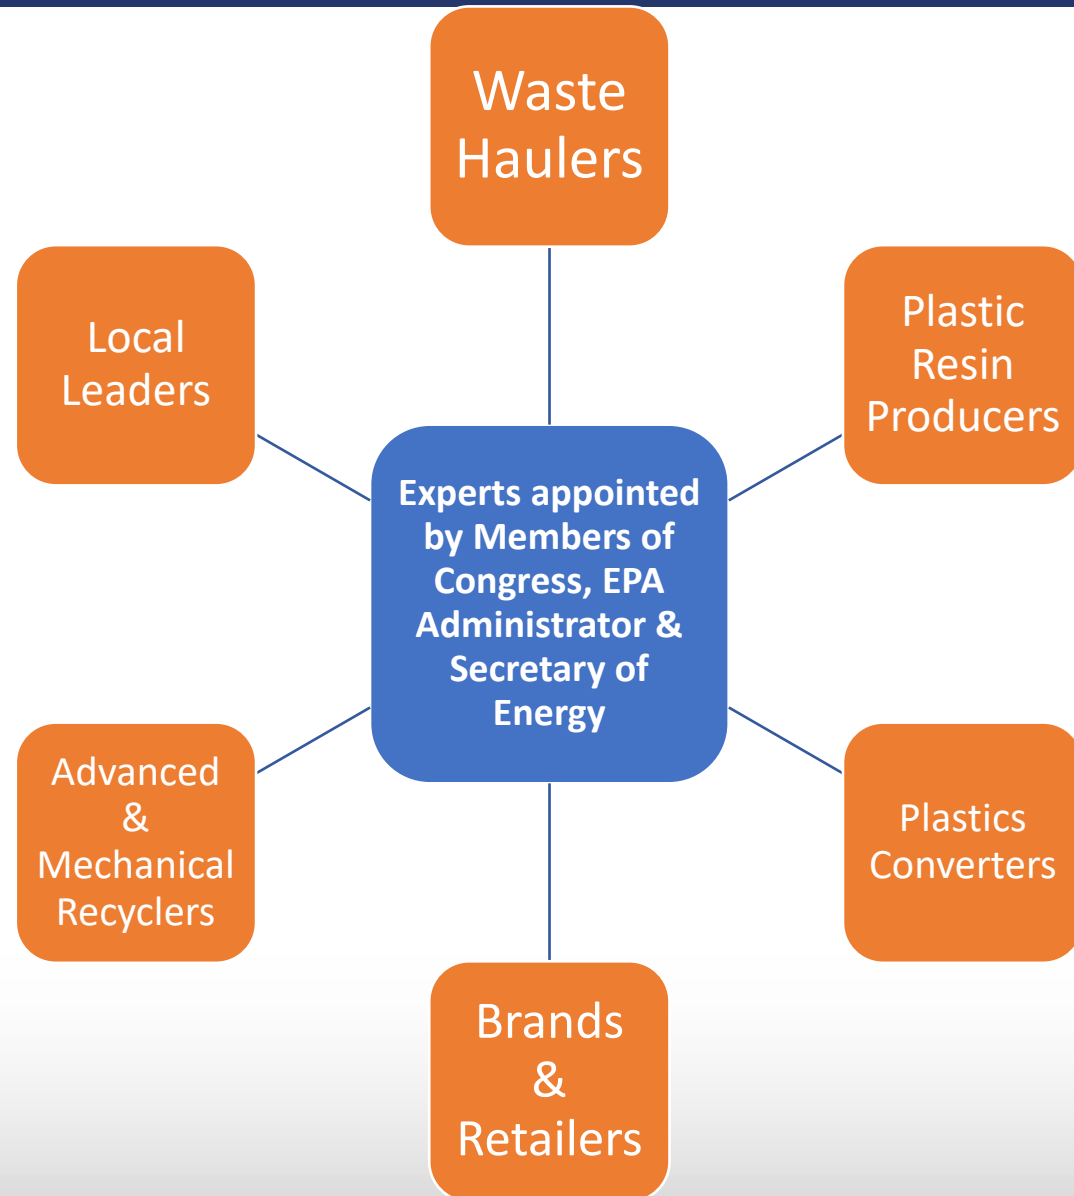 Waste
Haulers
Local
Leaders
Plastic
Resin
Producers
Experts appointed
by Members of
Congress, EPA
Administrator &
Secretary of
Energy
Advanced
&
Mechanical
Recyclers
Plastics
Converters
Brands
&
Retailers